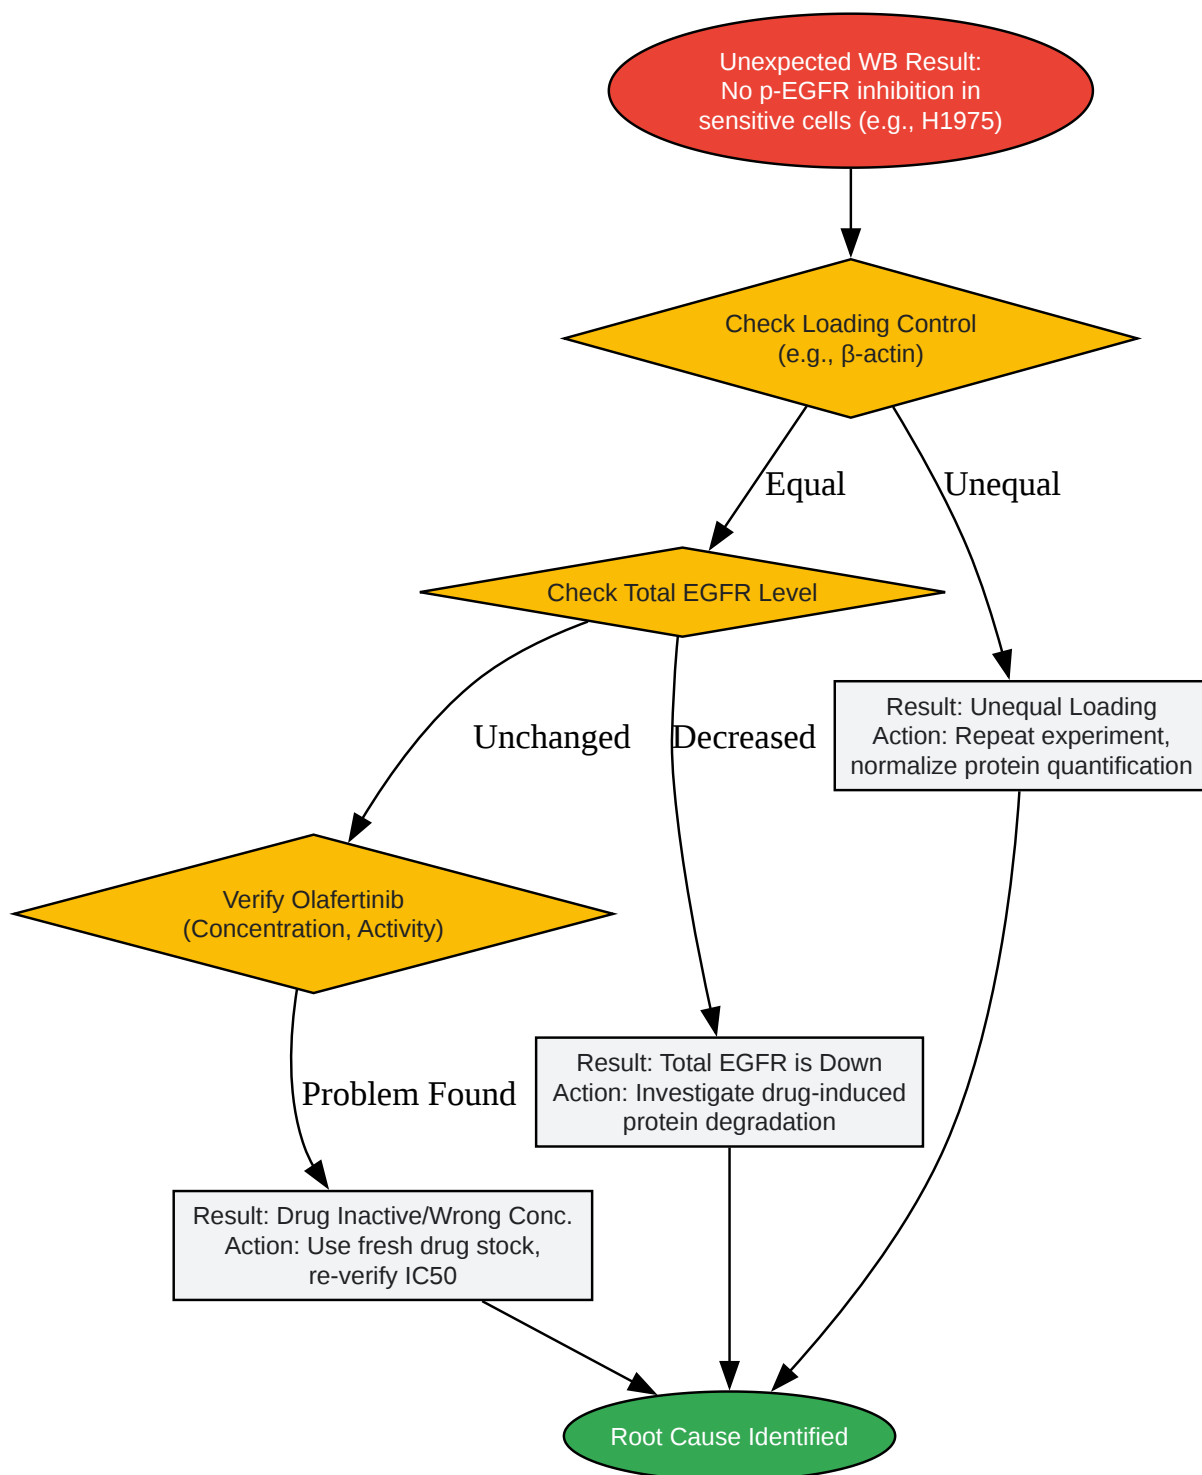 Unexpected WB Result:
No p-EGFR inhibition in
sensitive cells (e.g., H1975)
Check Loading Control
(e.g., β-actin)
Equal
Unequal
Check Total EGFR Level
Unchanged
Decreased
Result: Unequal Loading
Action: Repeat experiment,
normalize protein quantification
Verify Olafertinib
(Concentration, Activity)
Problem Found
Result: Total EGFR is Down
Action: Investigate drug-induced
protein degradation
Result: Drug Inactive/Wrong Conc.
Action: Use fresh drug stock,
re-verify IC50
Root Cause Identified